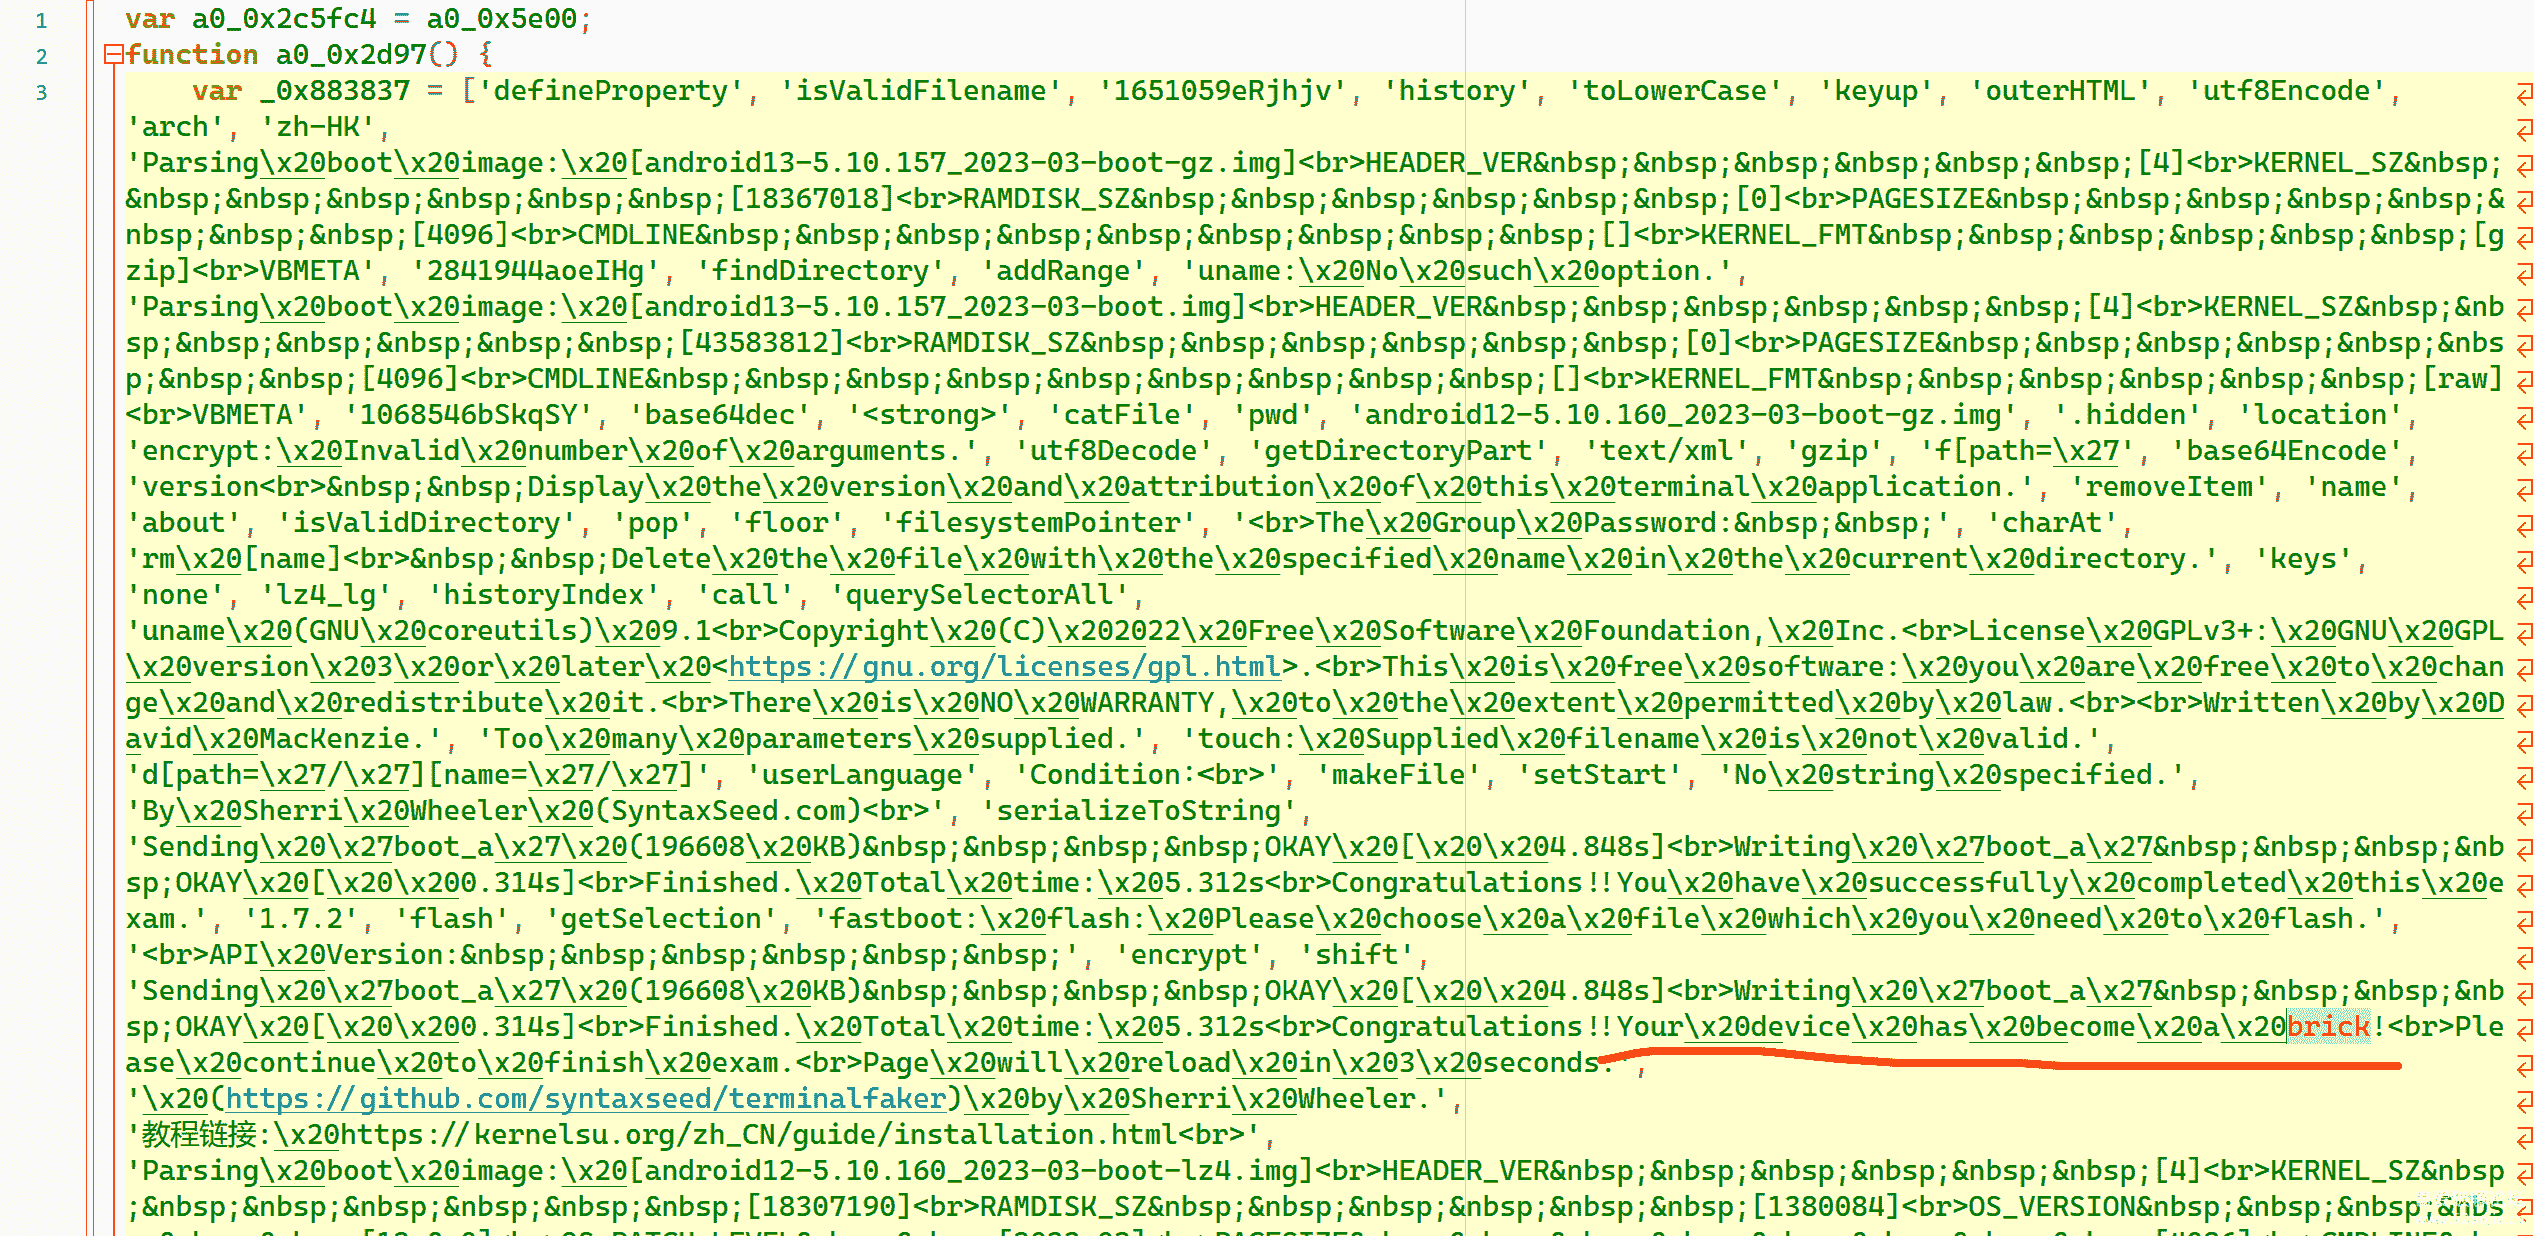 1 var a0_0x2c5fc4 = a0_0x5e00;
2 function a0_0x2d97() {
3 var _0x883837 = ['defineProperty', 'isValidFilename', '1651059eRjhjv', 'history', 'toLowerCase', 'keyup', 'outerHTML', 'utf8Encode',
'arch', 'zh-HK',
'Parsing\x20boot\x20image:\x20[android13-5.10.157_2023-03-boot-gz.img]<br>HEADER_VER&nbsp;&nbsp;&nbsp;&nbsp;&nbsp;&nbsp;[4]<br>KERNEL_SZ&nbsp;
&nbsp;&nbsp;&nbsp;&nbsp;&nbsp;&nbsp;[18367018]<br>RAMDISK_SZ&nbsp;&nbsp;&nbsp;&nbsp;&nbsp;&nbsp;[0]<br>PAGESIZE&nbsp;&nbsp;&nbsp;&nbsp;&nbsp;&
nbsp;&nbsp;&nbsp;[4096]<br>CMDLINE&nbsp;&nbsp;&nbsp;&nbsp;&nbsp;&nbsp;&nbsp;&nbsp;&nbsp;[]<br>KERNEL_FMT&nbsp;&nbsp;&nbsp;&nbsp;&nbsp;&nbsp;[g
zip]<br>VBMETA', '2841944aoeIHg', 'findDirectory', 'addRange', 'uname:\x20No\x20such\x20option.',
'Parsing\x20boot\x20image:\x20[android13-5.10.157_2023-03-boot.img]<br>HEADER_VER&nbsp;&nbsp;&nbsp;&nbsp;&nbsp;&nbsp;[4]<br>KERNEL_SZ&nbsp;&nb
sp;&nbsp;&nbsp;&nbsp;&nbsp;&nbsp;[43583812]<br>RAMDISK_SZ&nbsp;&nbsp;&nbsp;&nbsp;&nbsp;&nbsp;[0]<br>PAGESIZE&nbsp;&nbsp;&nbsp;&nbsp;&nbsp;&nbs
p;&nbsp;&nbsp;[4096]<br>CMDLINE&nbsp;&nbsp;&nbsp;&nbsp;&nbsp;&nbsp;&nbsp;&nbsp;&nbsp;[]<br>KERNEL_FMT&nbsp;&nbsp;&nbsp;&nbsp;&nbsp;&nbsp;[raw]
<br>VBMETA', '1068546bSkqSY', 'base64dec', '<strong>', 'catFile', 'pwd', 'android12-5.10.160_2023-03-boot-gz.img', '.hidden', 'location',
'encrypt:\x20Invalid\x20number\x20of\x20arguments.', 'utf8Decode', 'getDirectoryPart', 'text/xml', 'gzip', 'f[path=\x27', 'base64Encode',
'version<br>&nbsp;&nbsp;Display\x20the\x20version\x20and\x20attribution\x20of\x20this\x20terminal\x20application.', 'removeItem', 'name',
'about', 'isValidDirectory', 'pop', 'floor', 'filesystemPointer', '<br>The\x20Group\x20Password:&nbsp;&nbsp;', 'charAt',
'rm\x20[name]<br>&nbsp;&nbsp;Delete\x20the\x20file\x20with\x20the\x20specified\x20name\x20in\x20the\x20current\x20directory.', 'keys',
'none', 'lz4_lg', 'historyIndex', 'call', 'querySelectorAll',
'uname\x20(GNU\x20coreutils)\x209.1<br>Copyright\x20(C)\x202022\x20Free\x20Software\x20Foundation,\x20Inc.<br>License\x20GPLv3+:\x20GNU\x20GPL
\x20version\x203\x20or\x20later\x20<https://gnu.org/licenses/gpl.html>.<br>This\x20is\x20free\x20software:\x20you\x20are\x20free\x20to\x20chan
ge\x20and\x20redistribute\x20it.<br>There\x20is\x20NO\x20WARRANTY,\x20to\x20the\x20extent\x20permitted\x20by\x20law.<br><br>Written\x20by\x20D
avid\x20MacKenzie.', 'Too\x20many\x20parameters\x20supplied.', 'touch:\x20Supplied\x20filename\x20is\x20not\x20valid.',
'd[path=\x27/\x27][name=\x27/\x27]', 'userLanguage', 'Condition:<br>', 'makeFile', 'setStart', 'No\x20string\x20specified.',
'By\x20Sherri\x20Wheeler\x20(SyntaxSeed.com)<br>', 'serializeToString',
'Sending\x20\x27boot_a\x27\x20(196608\x20KB)&nbsp;&nbsp;&nbsp;&nbsp;OKAY\x20[\x20\x204.848s]<br>Writing\x20\x27boot_a\x27&nbsp;&nbsp;&nbsp;&nb
sp;OKAY\x20[\x20\x200.314s]<br>Finished.\x20Total\x20time:\x205.312s<br>Congratulations!!You\x20have\x20successfully\x20completed\x20this\x20e
xam.', '1.7.2', 'flash', 'getSelection', 'fastboot:\x20flash:\x20Please\x20choose\x20a\x20file\x20which\x20you\x20need\x20to\x20flash.',
'<br>API\x20Version:&nbsp;&nbsp;&nbsp;&nbsp;&nbsp;&nbsp;', 'encrypt', 'shift',
'Sending\x20\x27boot_a\x27\x20(196608\x20KB)&nbsp;&nbsp;&nbsp;&nbsp;OKAY\x20[\x20\x204.848s]<br>Writing\x20\x27boot_a\x27&nbsp;&nbsp;&nbsp;&nb
sp;OKAY\x20[\x20\x200.314s]<br>Finished.\x20Total\x20time:\x205.312s<br>Congratulations!!Your\x20device\x20has\x20become\x20a\x20brick!<br>Ple
ase\x20continue\x20to\x20finish\x20exam.<br>Page\x20will\x20reload\x20in\x203\x20seconds.',
'\x20(https://github.com/syntaxseed/terminalfaker)\x20by\x20Sherri\x20Wheeler.',
'教程链接:\x20https://kernelsu.org/zh_CN/guide/installation.html<br>',
'Parsing\x20boot\x20image:\x20[android12-5.10.160_2023-03-boot-lz4.img]<br>HEADER_VER&nbsp;&nbsp;&nbsp;&nbsp;&nbsp;&nbsp;[4]<br>KERNEL_SZ&nbsp
;&nbsp;&nbsp;&nbsp;&nbsp;&nbsp;&nbsp;[18307190]<br>RAMDISK_SZ&nbsp;&nbsp;&nbsp;&nbsp;&nbsp;&nbsp;[1380084]<br>OS_VERSION&nbsp;&nbsp;&nbsp;&nbs